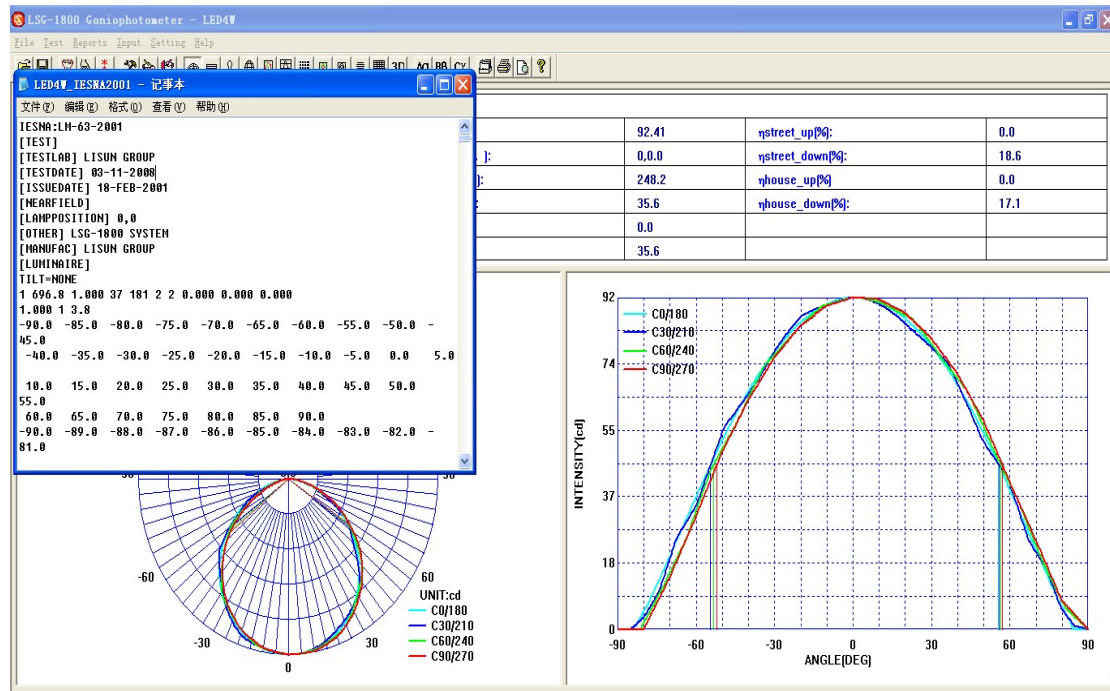 LSG-1800 Goniophotometer - LED4W
File Test Reports Input Setting Help
3D
LED4W_IESNA2001 - 记事本
文件(F) 编辑(E) 格式(O) 查看(V) 帮助(H)
IESNA:LM-63-2001
[TEST]
[TESTLAB] LISUN GROUP
[TESTDATE] 03-11-2008
[ISSUEDATE] 18-FEB-2001
[NEARFIELD]
[LAMPPOSITION] 0,0
[OTHER] LSG-1800 SYSTEM
[MANUFAC] LISUN GROUP
[LUMINAIRE]
TILT=NONE
1 696.8 1.000 37 181 2 2 0.000 0.000 0.000
1.000 1 3.8
-90.0 -85.0 -80.0 -75.0 -70.0 -65.0 -60.0 -55.0 -50.0 -
45.0
-40.0 -35.0 -30.0 -25.0 -20.0 -15.0 -10.0 -5.0 0.0 5.0
10.0 15.0 20.0 25.0 30.0 35.0 40.0 45.0 50.0
55.0
60.0 65.0 70.0 75.0 80.0 85.0 90.0
-90.0 -89.0 -88.0 -87.0 -86.0 -85.0 -84.0 -83.0 -82.0 -
81.0
92.41 ηstreet_up(%): 0.0
): 0,0.0 ηstreet_down(%): 18.6
): 248.2 ηhouse_up(%) 0.0
: 35.6 ηhouse_down(%): 17.1
0.0
35.6
-60
60
-30
30
0
UNIT:cd
C0/180
C30/210
C60/240
C90/270
92
74
55
37
18
0
INTENSITY(cd)
C0/180
C30/210
C60/240
C90/270
-90 -60 -30 0 30 60 90
ANGLE(DEG)